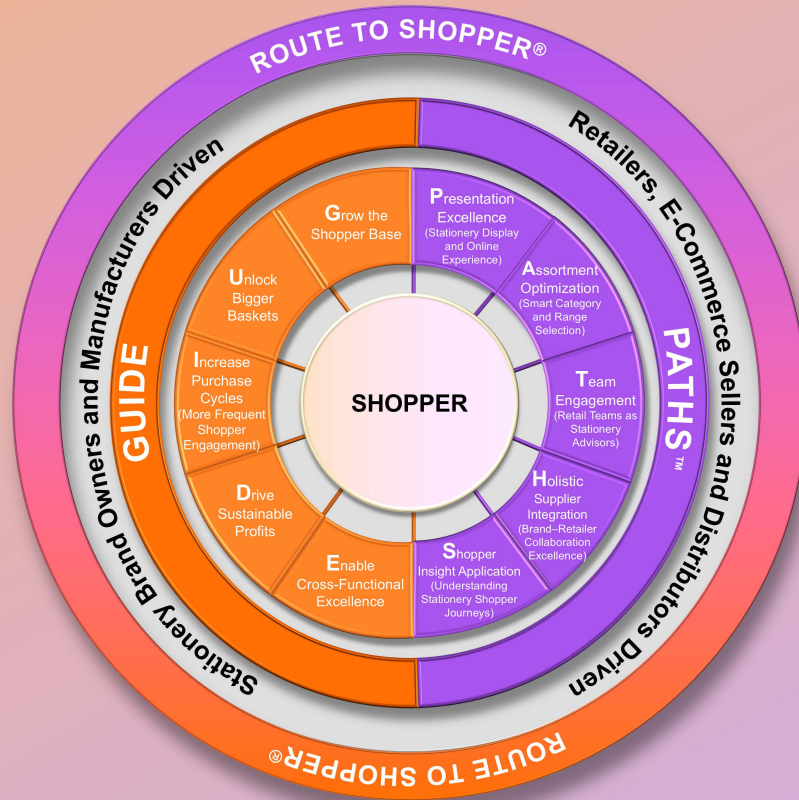 ROUTE TO SHOPPER®
Stationery Brand Owners and Manufacturers Driven
Retailers, E-Commerce Sellers and Distributors Driven
GUIDE
PATHS™
Grow the
Shopper Base
Unlock
Bigger
Baskets
Increase
Purchase
Cycles
(More Frequent
Shopper
Engagement)
Drive
Sustainable
Profits
Enable
Cross-Functional
Excellence
Presentation
Excellence
(Stationery Display
and Online
Experience)
Assortment
Optimization
(Smart Category
and Range
Selection)
Team
Engagement
(Retail Teams as
Stationery
Advisors)
Holistic
Supplier
Integration
(Brand–Retailer
Collaboration
Excellence)
Shopper
Insight Application
(Understanding
Stationery Shopper
Journeys)
SHOPPER
ROUTE TO SHOPPER®